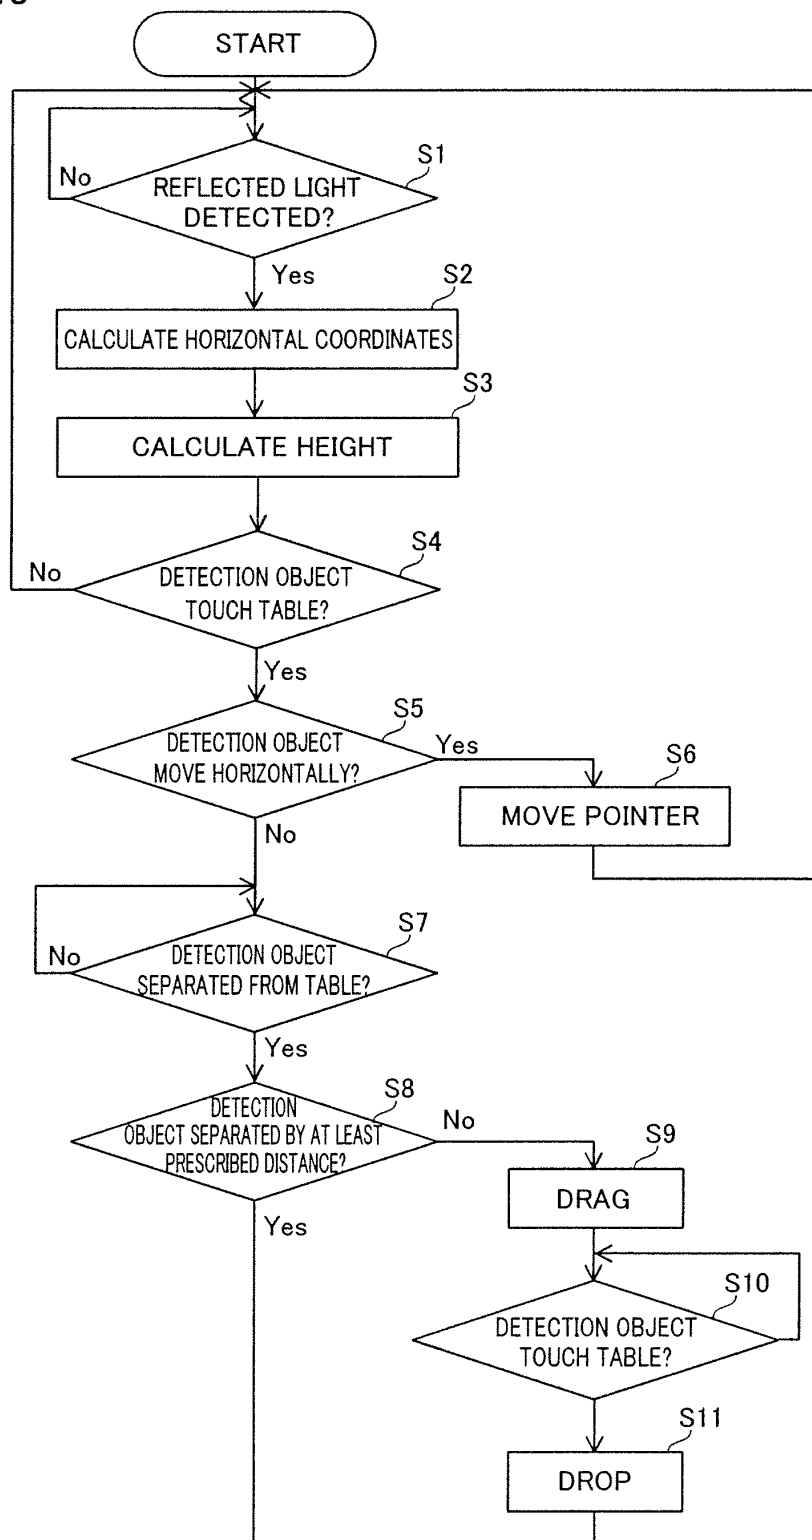 START
S1
No
REFLECTED LIGHT
DETECTED?
Yes
S2
CALCULATE HORIZONTAL COORDINATES
S3
CALCULATE HEIGHT
S4
No
DETECTION OBJECT
TOUCH TABLE?
Yes
S5
DETECTION OBJECT
MOVE HORIZONTALLY?
Yes
S6
MOVE POINTER
No
S7
No
DETECTION OBJECT
SEPARATED FROM TABLE?
Yes
S8
DETECTION
OBJECT SEPARATED BY AT LEAST
PRESCRIBED DISTANCE?
No
S9
DRAG
Yes
S10
DETECTION OBJECT
TOUCH TABLE?
S11
DROP